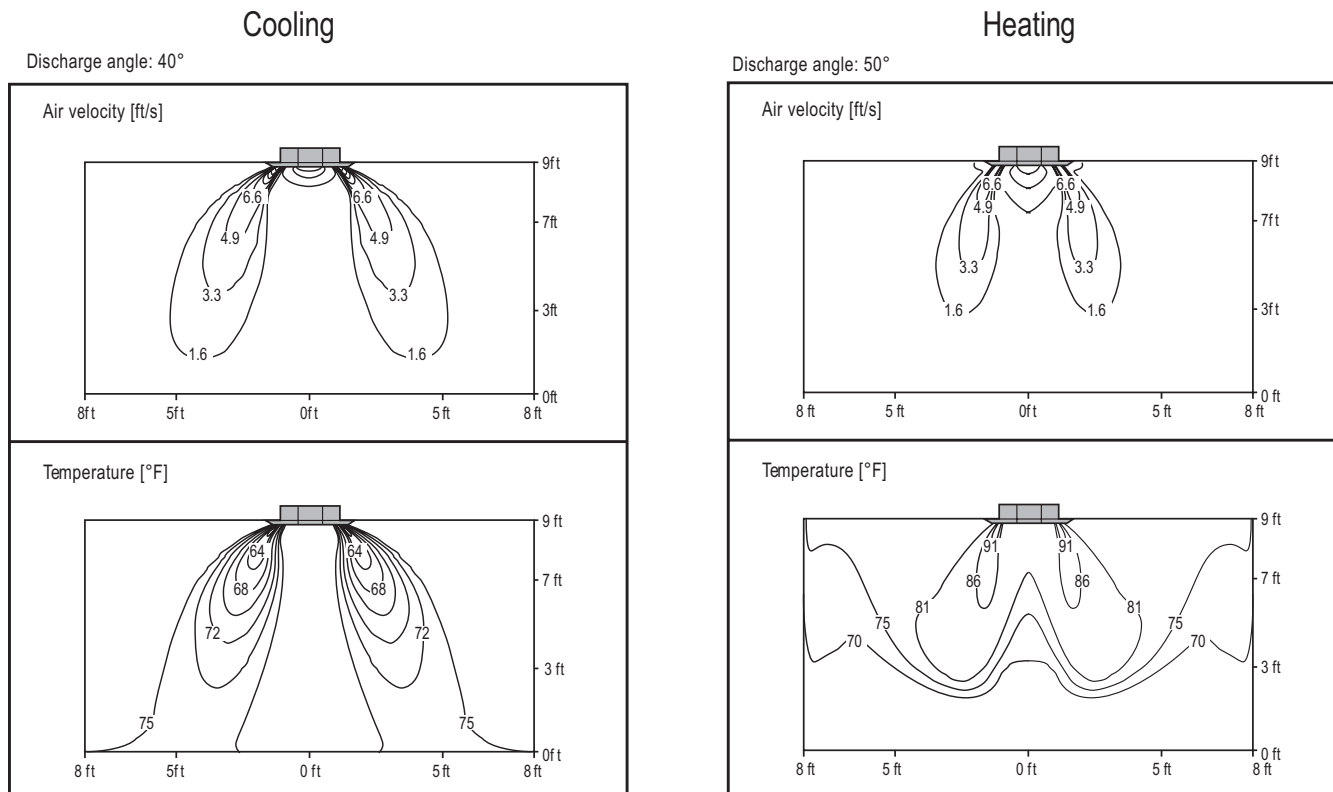 Cooling
Discharge angle: 40°
Air velocity [ft/s]
9ft
6.6
6.6
7ft
4.9
4.9
3.3
3.3
3ft
1.6
1.6
0ft
8ft
5ft
0ft
5ft
8ft
Temperature [°F]
9 ft
64
64
7 ft
68
68
72
72
3 ft
75
75
0f t
8 ft
5ft
0 ft
5 ft
8 ft
Heating
Discharge angle: 50°
Air velocity [ft/s]
9ft
6.6
6.6
4.9
4.9
7ft
3.3
3.3
1.6
1.6
3ft
0 ft
8 ft
5 ft
0ft
5 ft
8 ft
Temperature [°F]
9 ft
91
91
86
86
7 ft
81
81
75
75
70
70
3 ft
0 ft
8 ft
5 ft
0 ft
5 ft
8 ft